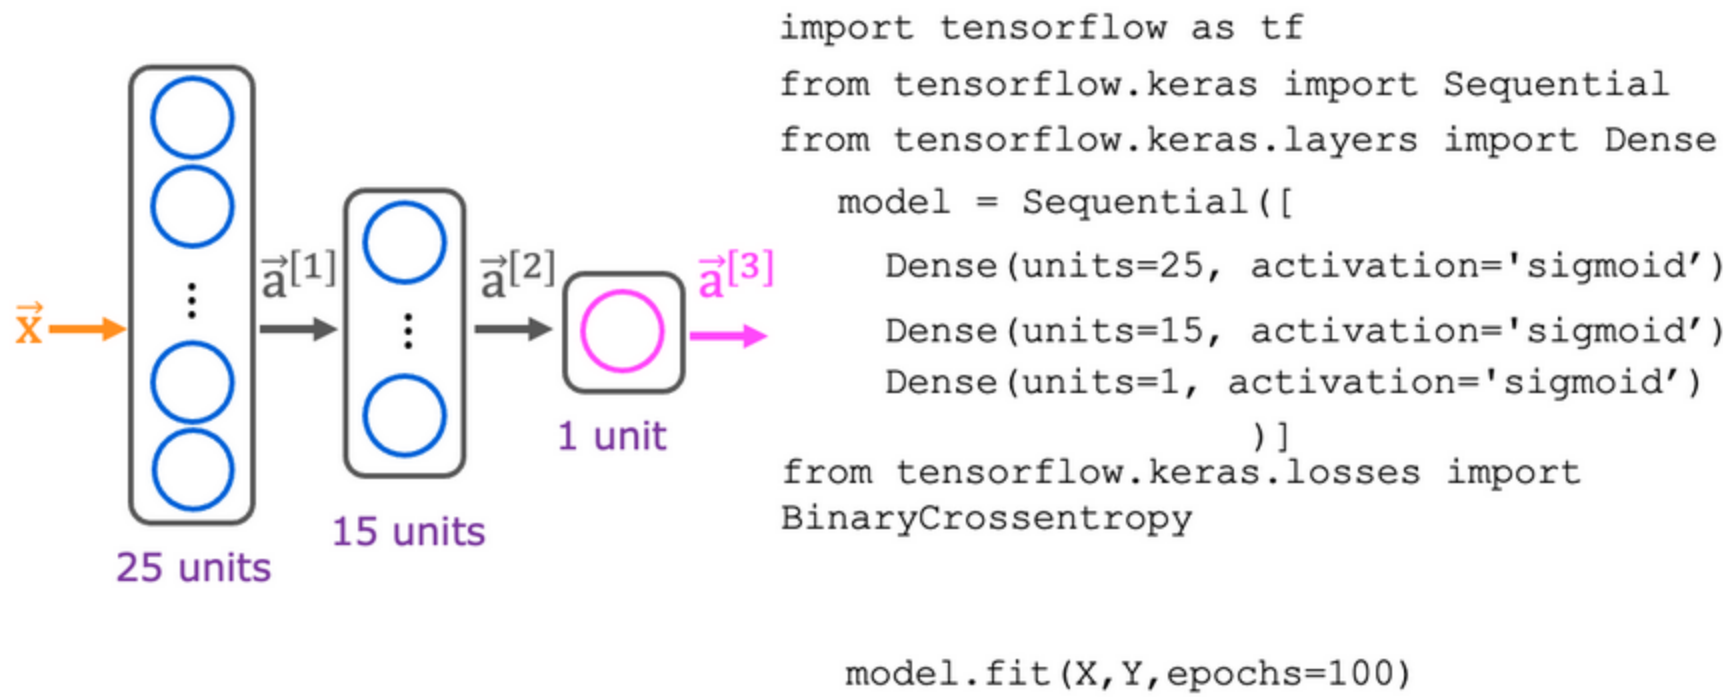 import tensorflow as tf
from tensorflow.keras import Sequential
from tensorflow.keras.layers import Dense
model = Sequential([
Dense(units=25, activation='sigmoid’)
Dense(units=15, activation='sigmoid’)
Dense(units=1, activation='sigmoid’)
)]
from tensorflow.keras.losses import
BinaryCrossentropy
model.fit(X,Y,epochs=100)
x⃗
a⃗[1]
a⃗[2]
a⃗[3]
25 units
15 units
1 unit